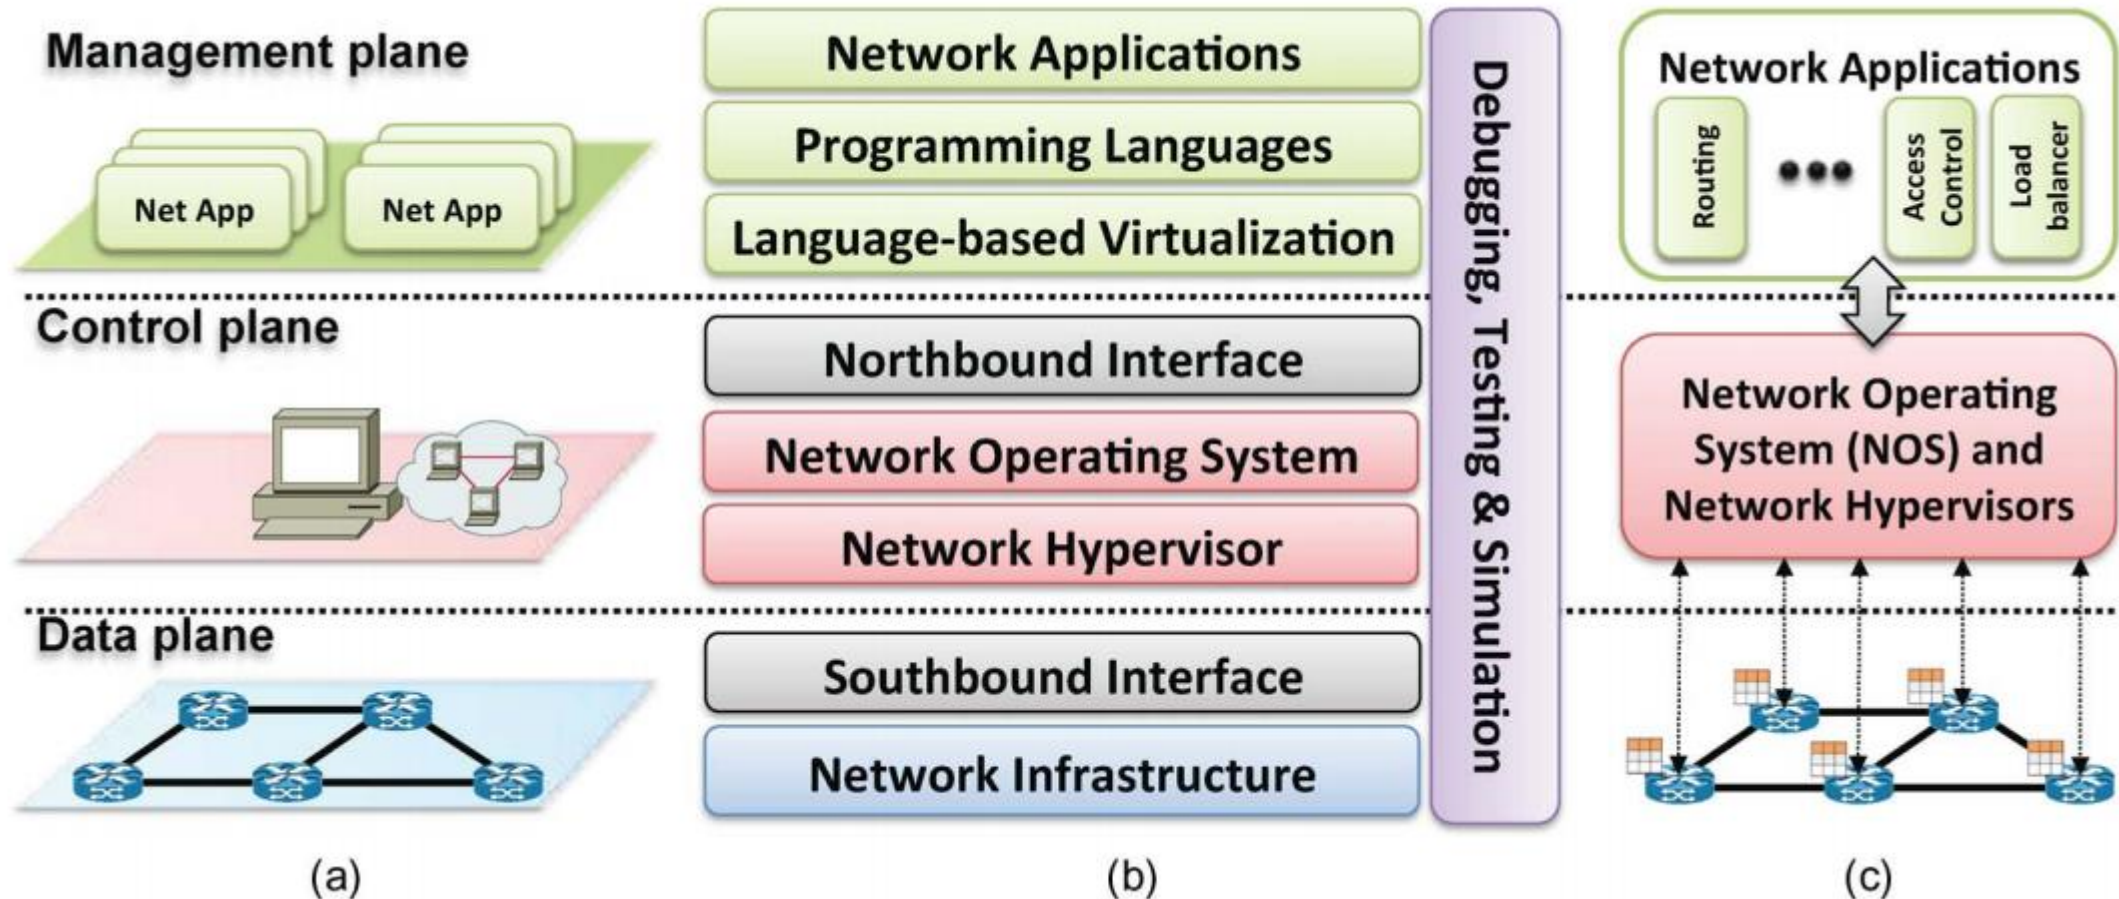 Management plane
Net App
Net App
Control plane
Data plane
(a)
Network Applications
Programming Languages
Language-based Virtualization
Northbound Interface
Network Operating System
Network Hypervisor
Southbound Interface
Network Infrastructure
Debugging, Testing & Simulation
(b)
Network Applications
Routing
Access
Control
Load
balancer
Network Operating
System (NOS) and
Network Hypervisors
(c)